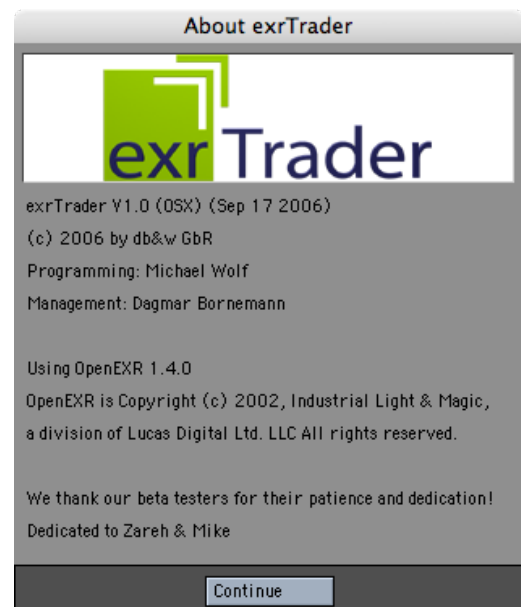 About exrTrader
exrTrader
exrTrader V1.0 (OSX) (Sep 17 2006)
(c) 2006 by db&w GbR
Programming: Michael Wolf
Management: Dagmar Bornemann
Using OpenEXR 1.4.0
OpenEXR is Copyright (c) 2002, Industrial Light & Magic,
a division of Lucas Digital Ltd. LLC All rights reserved.
We thank our beta testers for their patience and dedication!
Dedicated to Zareh & Mike
Continue